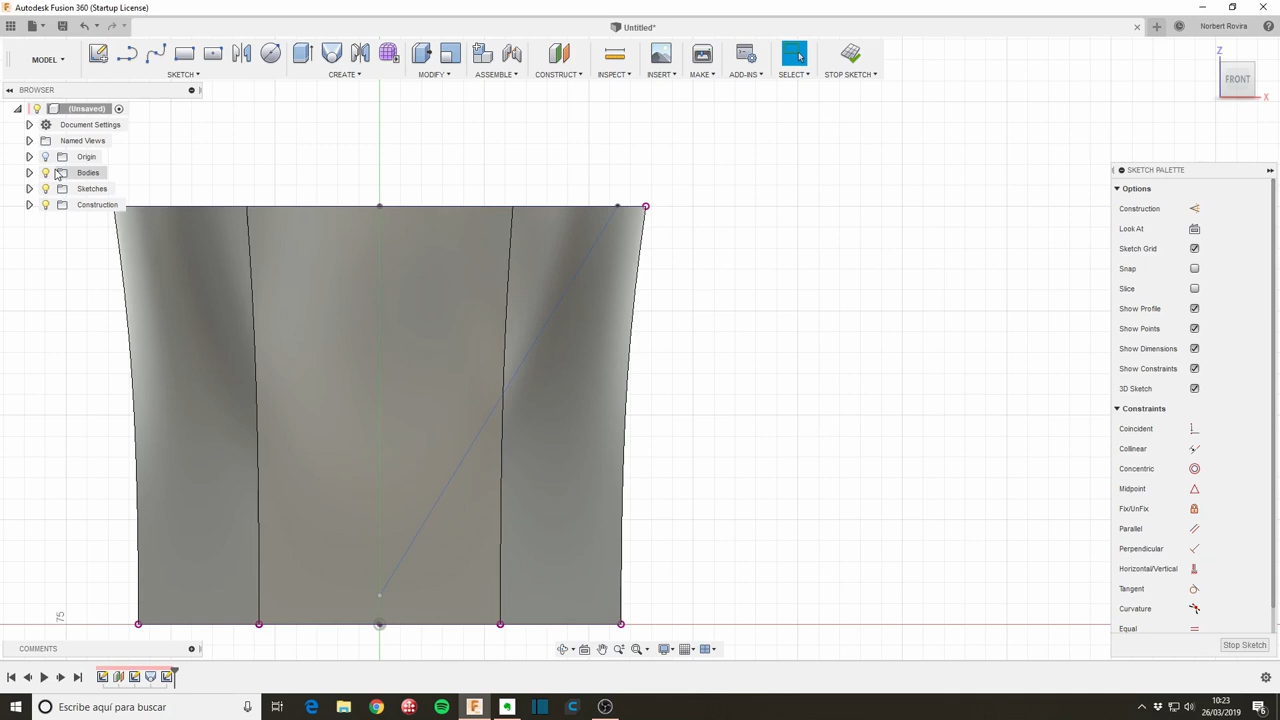 Autodesk Fusion 360 (Startup License)
Untitled*
Norbert Rovira
MODEL
SKETCH
CREATE
MODIFY
ASSEMBLE
CONSTRUCT
INSPECT
INSERT
MAKE
ADD-INS
SELECT
STOP SKETCH
BROWSER
(Unsaved)
Document Settings
Named Views
Origin
Bodies
Sketches
Construction
Z
FRONT
X
SKETCH PALETTE
Options
Construction
Look At
Sketch Grid
Snap
Slice
Show Profile
Show Points
Show Dimensions
Show Constraints
3D Sketch
Constraints
Coincident
Collinear
Concentric
Midpoint
Fix/UnFix
Parallel
Perpendicular
Horizontal/Vertical
Tangent
Curvature
Equal
Stop Sketch
75
COMMENTS
Escribe aquí para buscar
10:23
26/03/2019